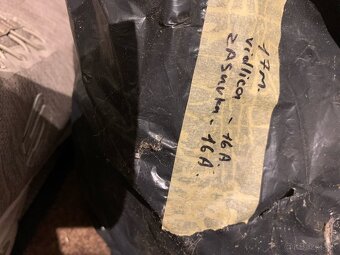 17m
vidlica - 16A
zásuvka - 16A.